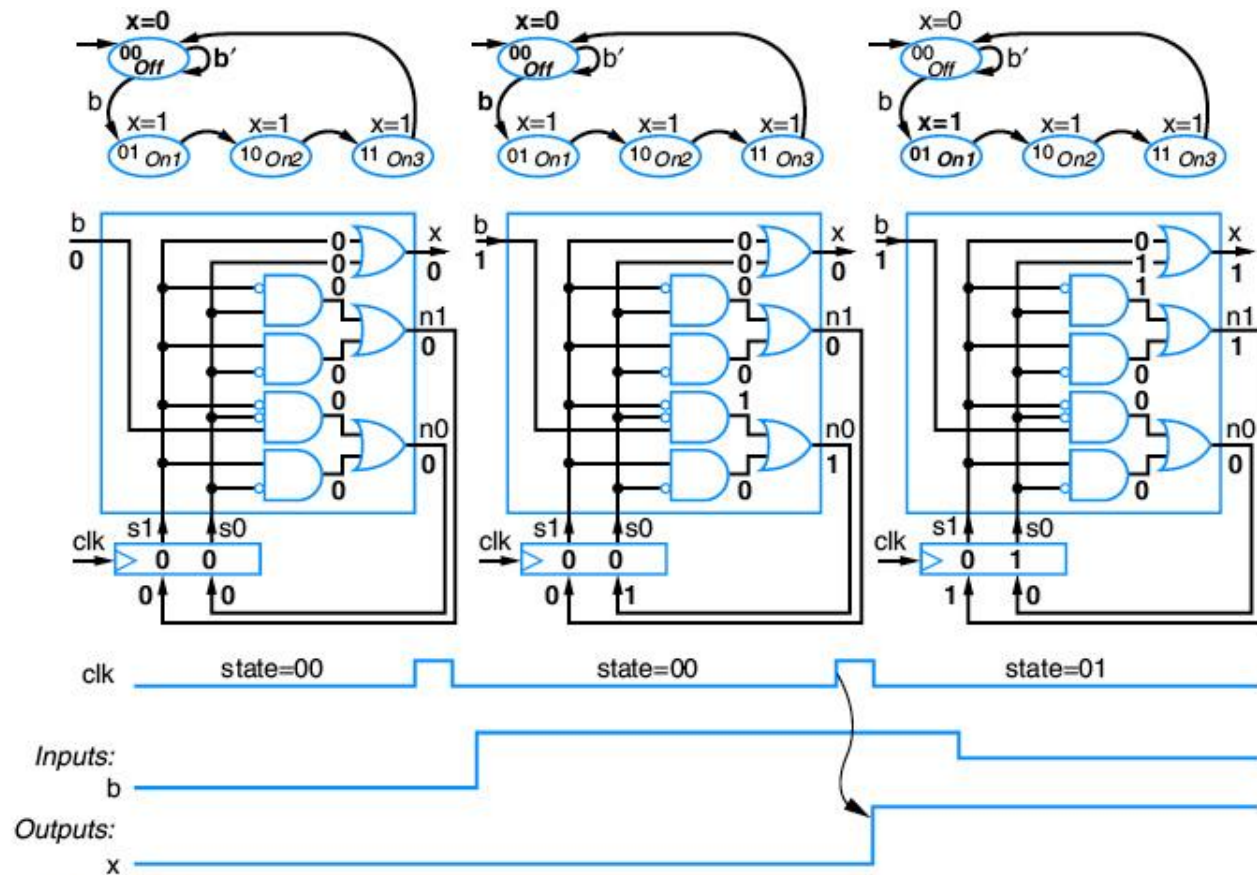 x=0 x=0 x=0
00 Off b′ 00 Off b′ 00 Off b′
b b b
x=1 x=1 x=1 x=1 x=1 x=1 x=1 x=1 x=1
01 On1 10 On2 11 On3 01 On1 10 On2 11 On3 01 On1 10 On2 11 On3
b 0 x b 0 x b 0 x
0 0 0 1 0 0 1 1 1
0 0 1
n1 n1 n1
0 0 1
0 0 0
0 1 0
n0 n0 n0
0 1 0
0 0 0
s1 s0 s1 s0 s1 s0
clk 0 0 clk 0 0 clk 0 1
0 0 0 1 1 0
clk state=00 state=00 state=01
Inputs:
b
Outputs:
x